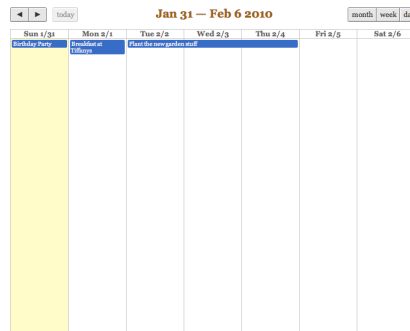 today
Jan 31 — Feb 6 2010
month week
Sun 1/31 Mon 2/1 Tue 2/2 Wed 2/3 Thu 2/4 Fri 2/5 Sat 2/6
Birthday Party Breakfast at Plant the new garden stuff
Tiffanys